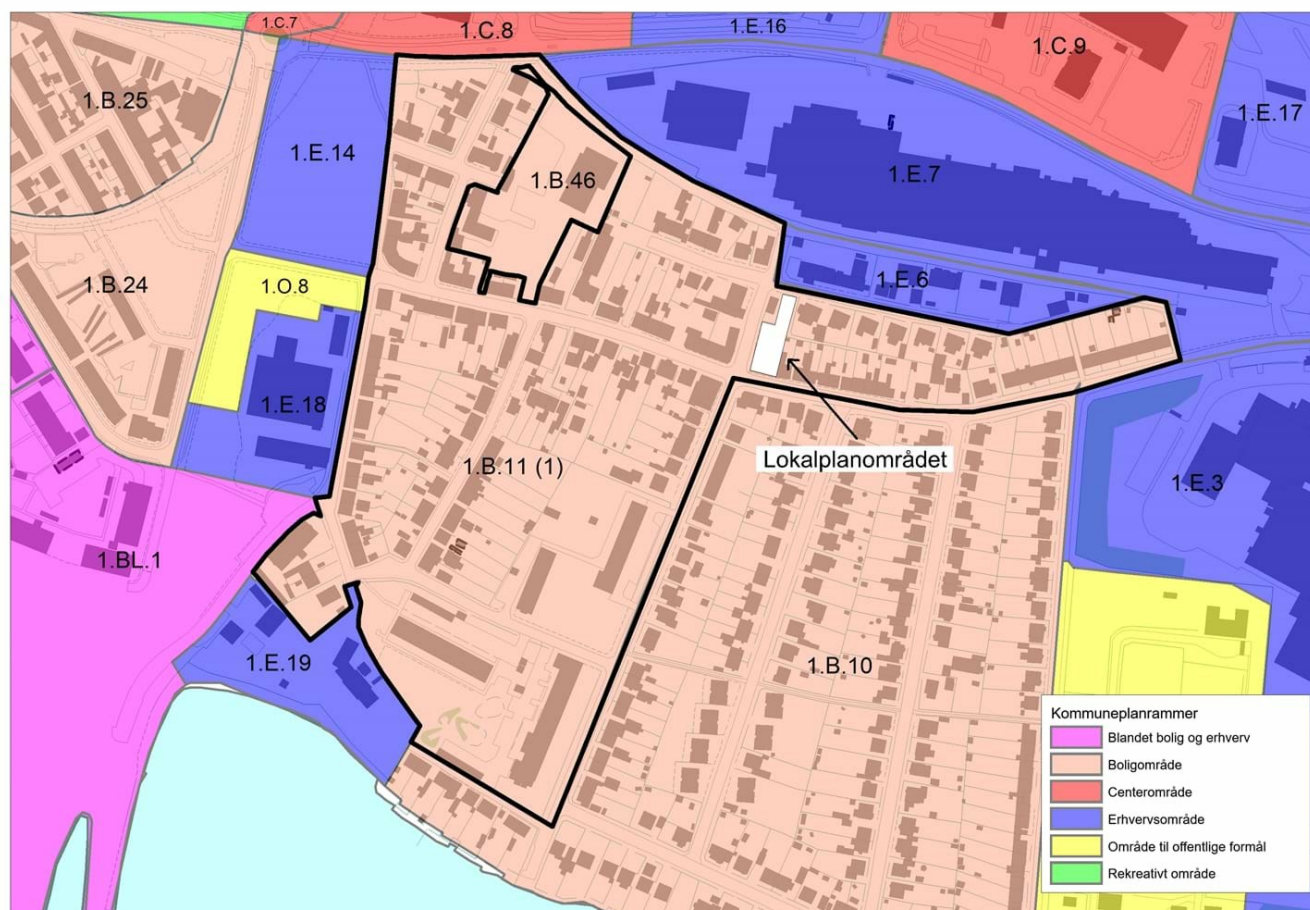 1.C.7
1.C.8
1.E.16
1.C.9
1.B.25
1.E.17
1.E.14
1.B.46
1.E.7
1.B.24
1.O.8
1.E.6
1.E.18
Lokalplanområdet
1.B.11 (1)
1.E.3
1.BL.1
1.E.19
1.B.10
Kommuneplanrammer
Blandet bolig og erhverv
Boligområde
Centerområde
Erhvervsområde
Område til offentlige formål
Rekreativt område